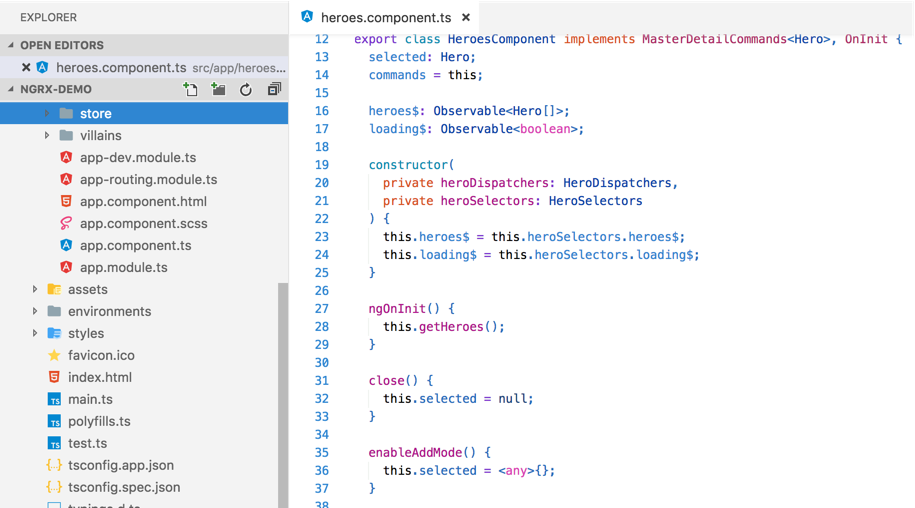 EXPLORER
OPEN EDITORS
heroes.component.ts src/app/heroes...
NGRX-DEMO
store
villains
app-dev.module.ts
app-routing.module.ts
app.component.html
app.component.scss
app.component.ts
app.module.ts
assets
environments
styles
favicon.ico
index.html
main.ts
polyfills.ts
test.ts
tsconfig.app.json
tsconfig.spec.json
typings.d.ts
heroes.component.ts
12 export class HeroesComponent implements MasterDetailCommands<Hero>, OnInit {
13 selected: Hero;
14 commands = this;
15
16 heroes$: Observable<Hero[]>;
17 loading$: Observable<boolean>;
18
19 constructor(
20 private heroDispatchers: HeroDispatchers,
21 private heroSelectors: HeroSelectors
22 ) {
23 this.heroes$ = this.heroSelectors.heroes$;
24 this.loading$ = this.heroSelectors.loading$;
25 }
26
27 ngOnInit() {
28 this.getHeroes();
29 }
30
31 close() {
32 this.selected = null;
33 }
34
35 enableAddMode() {
36 this.selected = <any>{};
37 }
38